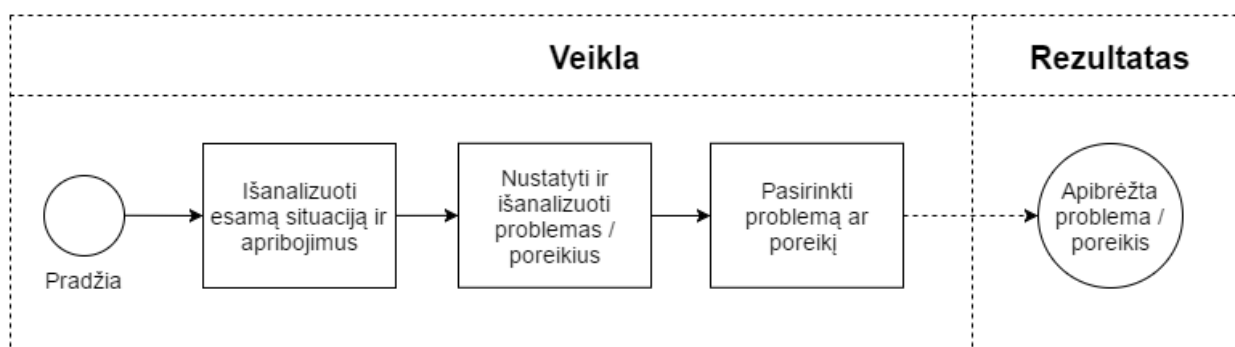 Veikla
Rezultatas
Pradžia
Išanalizuoti
esamą situaciją ir
apribojimus
Nustatyti ir
išanalizuoti
problemas /
poreikius
Pasirinkti
problemą ar
poreikį
Apibrėžta
problema /
poreikis